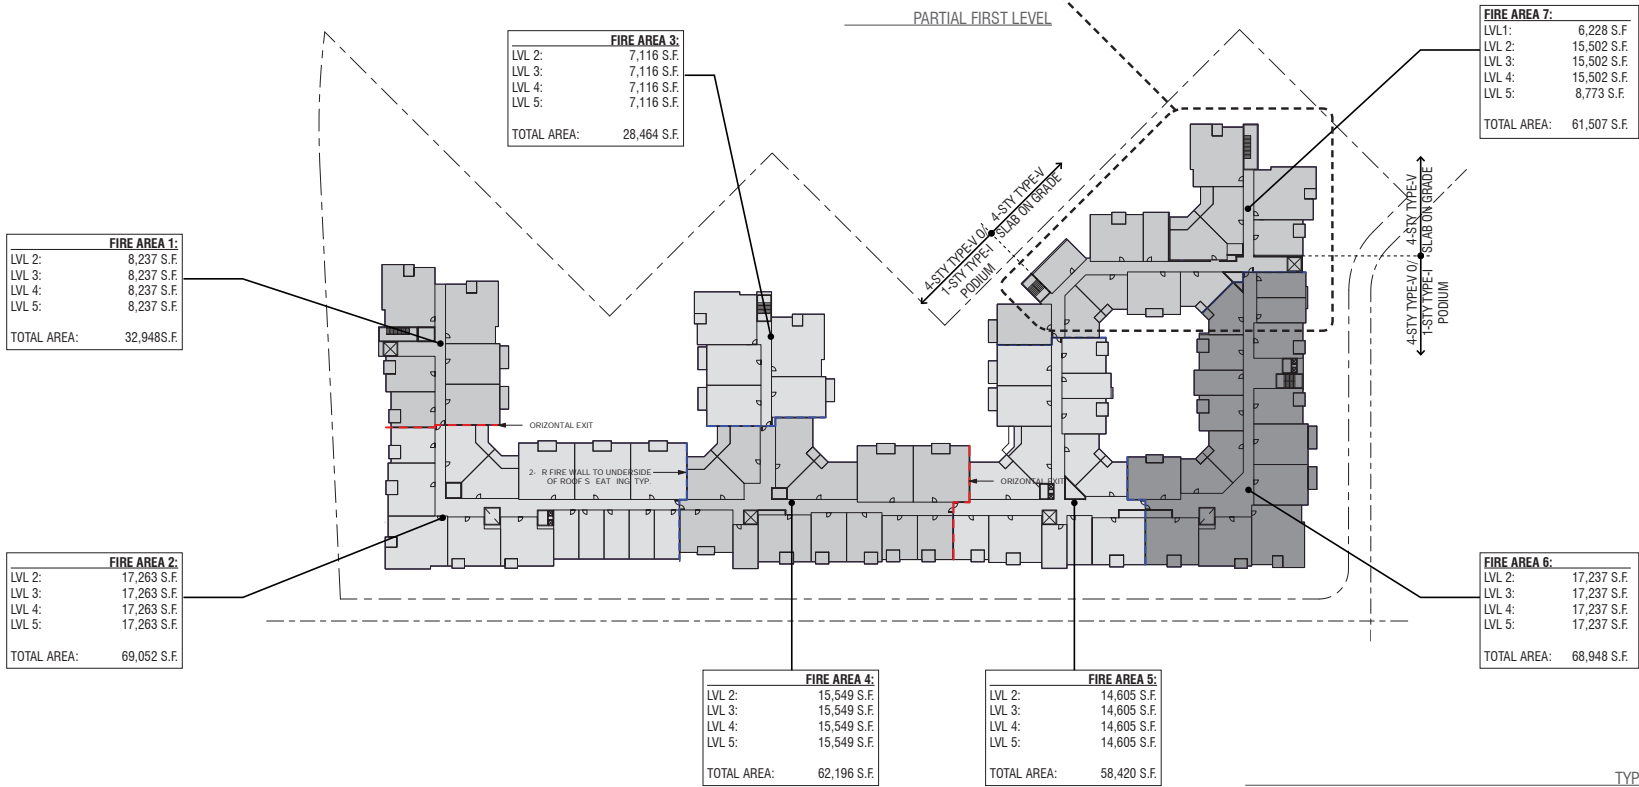 PARTIAL FIRST LEVEL
FIRE AREA 3:
LVL 2: 7,116 S.F.
LVL 3: 7,116 S.F.
LVL 4: 7,116 S.F.
LVL 5: 7,116 S.F.
TOTAL AREA: 28,464 S.F.
FIRE AREA 7:
LVL1: 6,228 S.F
LVL 2: 15,502 S.F.
LVL 3: 15,502 S.F.
LVL 4: 15,502 S.F.
LVL 5: 8,773 S.F.
TOTAL AREA: 61,507 S.F.
4-STY TYPE-V O/
1-STY TYPE-I
PODIUM
4-STY TYPE-V
SLAB ON GRADE
4-STY TYPE-V
SLAB ON GRADE
4-STY TYPE-V O/
1-STY TYPE-I
PODIUM
FIRE AREA 1:
LVL 2: 8,237 S.F.
LVL 3: 8,237 S.F.
LVL 4: 8,237 S.F.
LVL 5: 8,237 S.F.
TOTAL AREA: 32,948S.F.
ORIZONTAL EXIT
2- R FIRE WALL TO UNDERSIDE
OF ROOF S EAT ING TYP.
ORIZONTAL EXIT
FIRE AREA 2:
LVL 2: 17,263 S.F.
LVL 3: 17,263 S.F.
LVL 4: 17,263 S.F.
LVL 5: 17,263 S.F.
TOTAL AREA: 69,052 S.F.
FIRE AREA 6:
LVL 2: 17,237 S.F.
LVL 3: 17,237 S.F.
LVL 4: 17,237 S.F.
LVL 5: 17,237 S.F.
TOTAL AREA: 68,948 S.F.
FIRE AREA 4:
LVL 2: 15,549 S.F.
LVL 3: 15,549 S.F.
LVL 4: 15,549 S.F.
LVL 5: 15,549 S.F.
TOTAL AREA: 62,196 S.F.
FIRE AREA 5:
LVL 2: 14,605 S.F.
LVL 3: 14,605 S.F.
LVL 4: 14,605 S.F.
LVL 5: 14,605 S.F.
TOTAL AREA: 58,420 S.F.
TYP